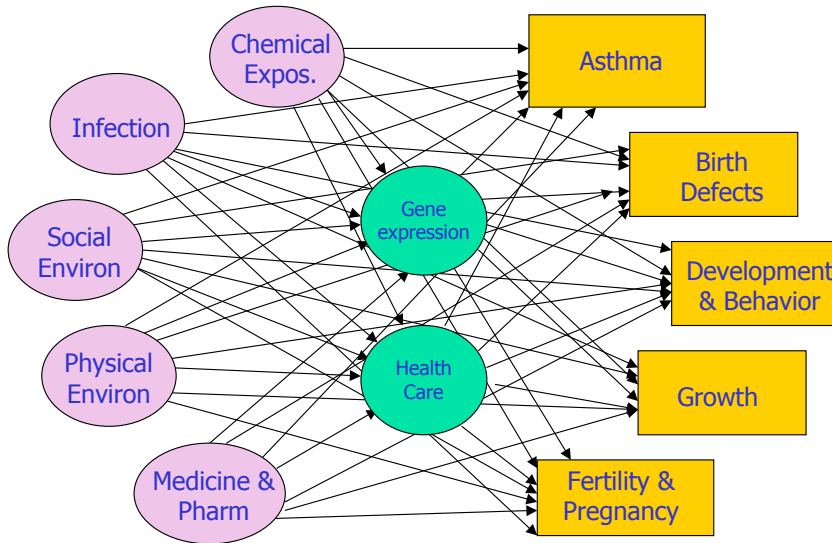 Chemical
Expos.
Asthma
Infection
Birth
Defects
Gene
expression
Social
Environ
Development
& Behavior
Physical
Environ
Health
Care
Growth
Medicine &
Pharm
Fertility &
Pregnancy